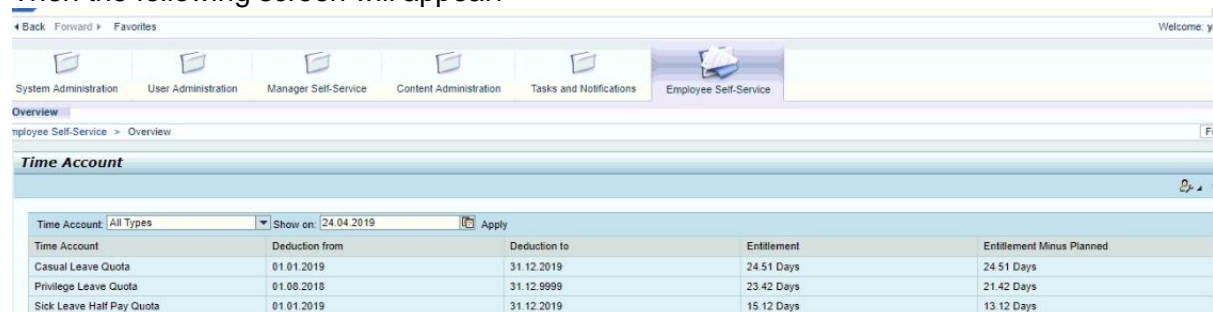 Back Forward Favorites Welcome: y
System Administration User Administration Manager Self-Service Content Administration Tasks and Notifications Employee Self-Service
Overview
mployee Self-Service > Overview
Time Account
Time Account: All Types Show on: 24.04.2019 Apply
Time Account Deduction from Deduction to Entitlement Entitlement Minus Planned
Casual Leave Quota 01.01.2019 31.12.2019 24.51 Days 24.51 Days
Privilege Leave Quota 01.08.2018 31.12.9999 23.42 Days 21.42 Days
Sick Leave Half Pay Quota 01.01.2019 31.12.2019 15.12 Days 13.12 Days